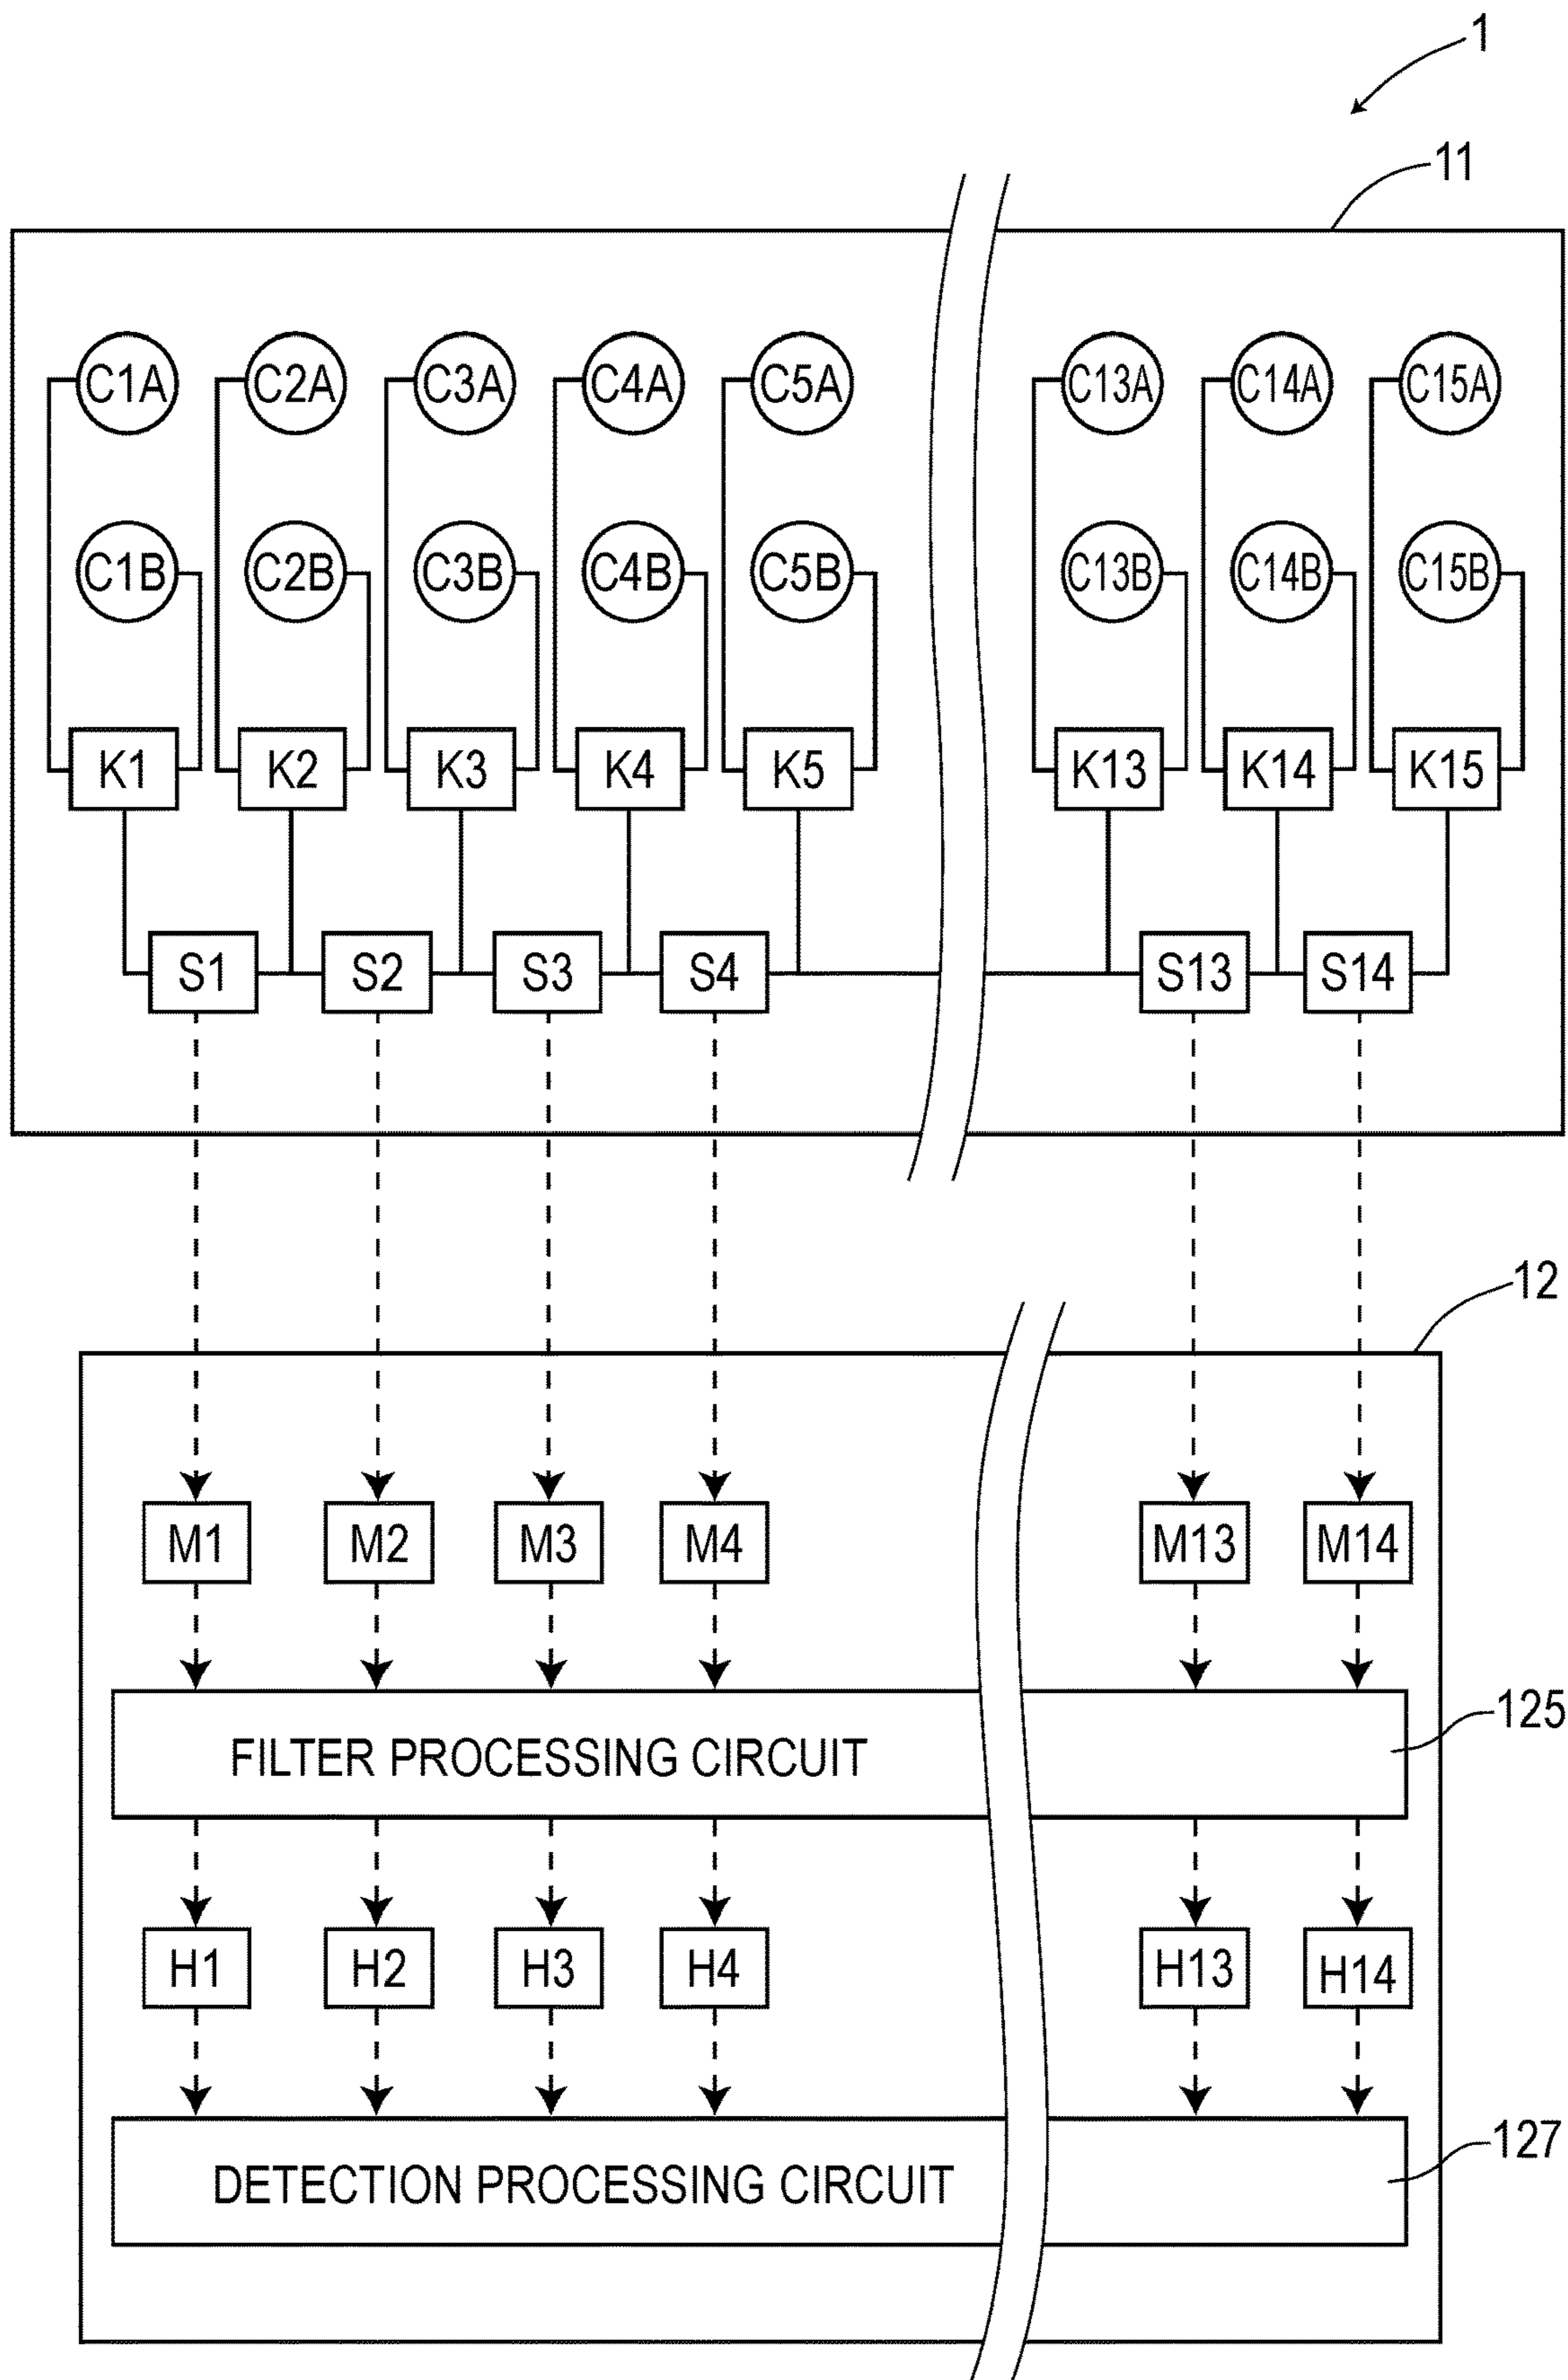 1
11
C1A C2A C3A C4A C5A C13A C14A C15A
C1B C2B C3B C4B C5B C13B C14B C15B
K1 K2 K3 K4 K5 K13 K14 K15
S1 S2 S3 S4 S13 S14
12
M1 M2 M3 M4 M13 M14
125
FILTER PROCESSING CIRCUIT
H1 H2 H3 H4 H13 H14
127
DETECTION PROCESSING CIRCUIT